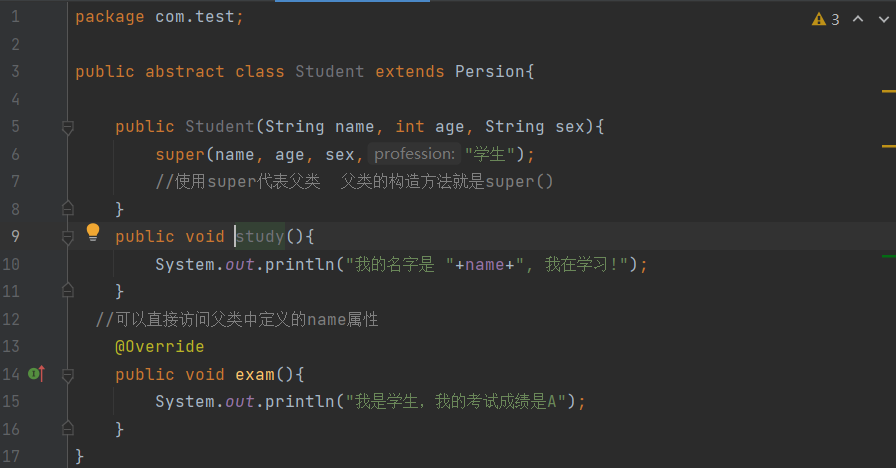 1 package com.test;
2
3 public abstract class Student extends Persion{
4
5 public Student(String name, int age, String sex){
6 super(name, age, sex, profession: "学生");
7 //使用super代表父类 父类的构造方法就是super()
8 }
9 public void study(){
10 System.out.println("我的名字是 "+name+", 我在学习!");
11 }
12 //可以直接访问父类中定义的name属性
13 @Override
14 public void exam(){
15 System.out.println("我是学生，我的考试成绩是A");
16 }
17 }
3